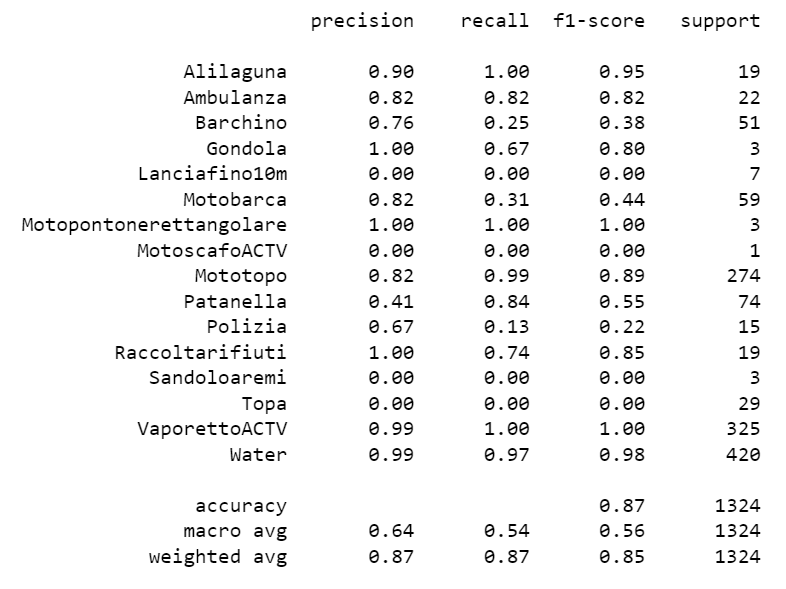 precision recall f1-score support
Alilaguna 0.90 1.00 0.95 19
Ambulanza 0.82 0.82 0.82 22
Barchino 0.76 0.25 0.38 51
Gondola 1.00 0.67 0.80 3
Lanciafino10m 0.00 0.00 0.00 7
Motobarca 0.82 0.31 0.44 59
Motopontonerettangolare 1.00 1.00 1.00 3
MotoscafoACTV 0.00 0.00 0.00 1
Mototopo 0.82 0.99 0.89 274
Patanella 0.41 0.84 0.55 74
Polizia 0.67 0.13 0.22 15
Raccoltarifiuti 1.00 0.74 0.85 19
Sandoloaremi 0.00 0.00 0.00 3
Topa 0.00 0.00 0.00 29
VaporettoACTV 0.99 1.00 1.00 325
Water 0.99 0.97 0.98 420
accuracy 0.87 1324
macro avg 0.64 0.54 0.56 1324
weighted avg 0.87 0.87 0.85 1324